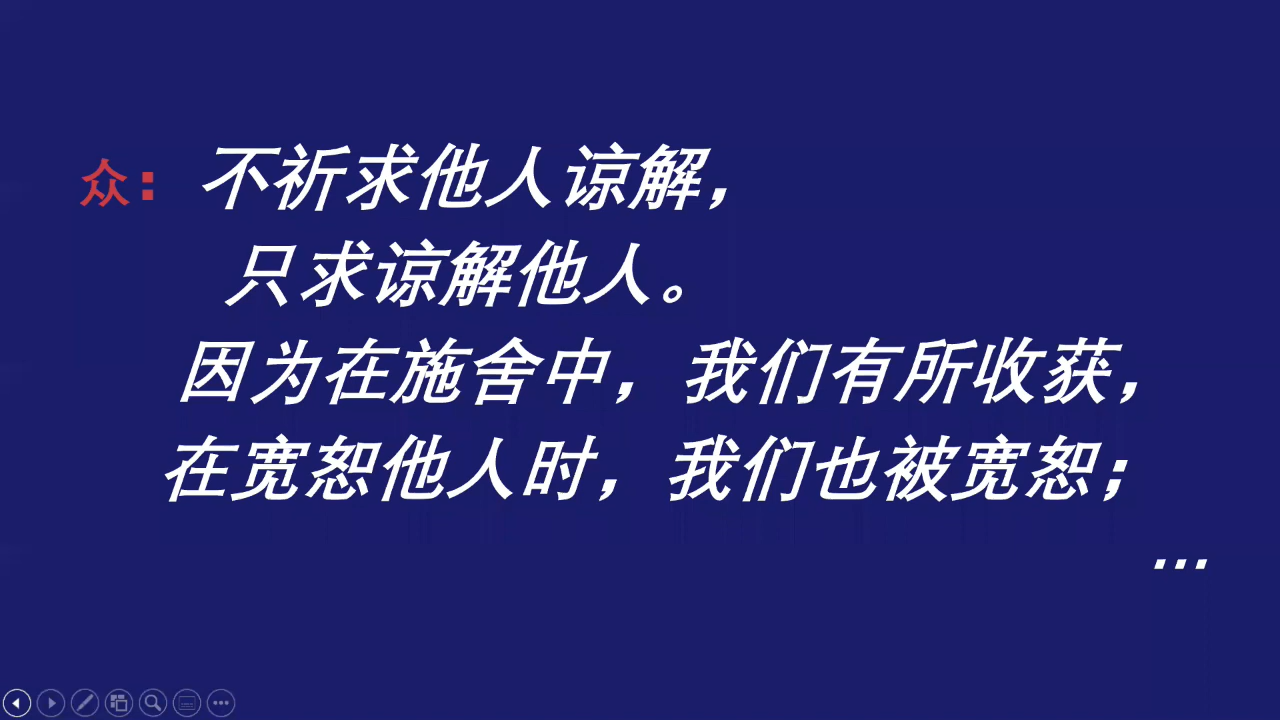 众：不祈求他人谅解，
只求谅解他人。
因为在施舍中，我们有所收获，
在宽恕他人时，我们也被宽恕；
...